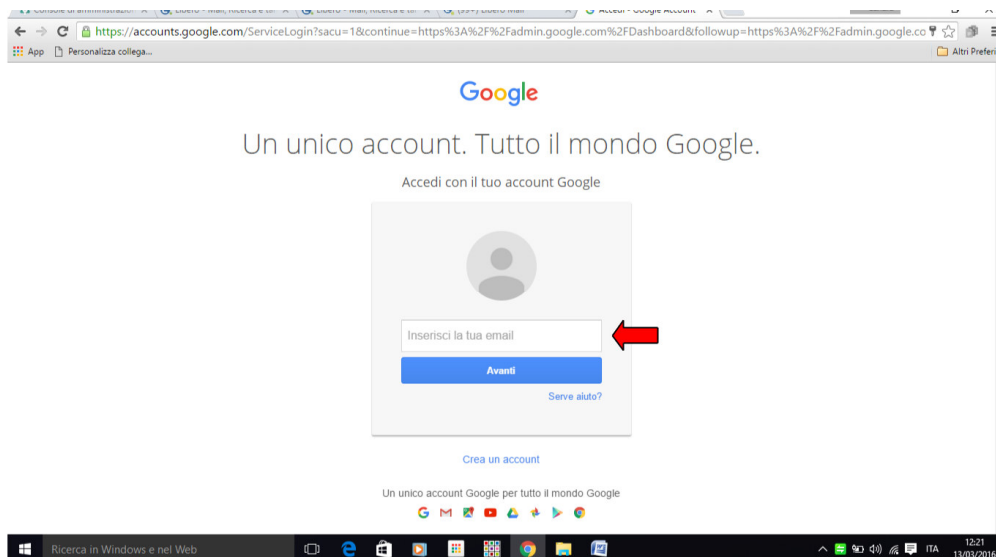 Accedi - Google Account
https://accounts.google.com/ServiceLogin?sacu=1&continue=https%3A%2F%2Fadmin.google.com%2FDashboard&followup=https%3A%2F%2Fadmin.google.co
App Personalizza collega... Altri Preferi
Google
Un unico account. Tutto il mondo Google.
Accedi con il tuo account Google
Inserisci la tua email
Avanti
Serve aiuto?
Crea un account
Un unico account Google per tutto il mondo Google
Ricerca in Windows e nel Web ITA 12:21
13/03/2016